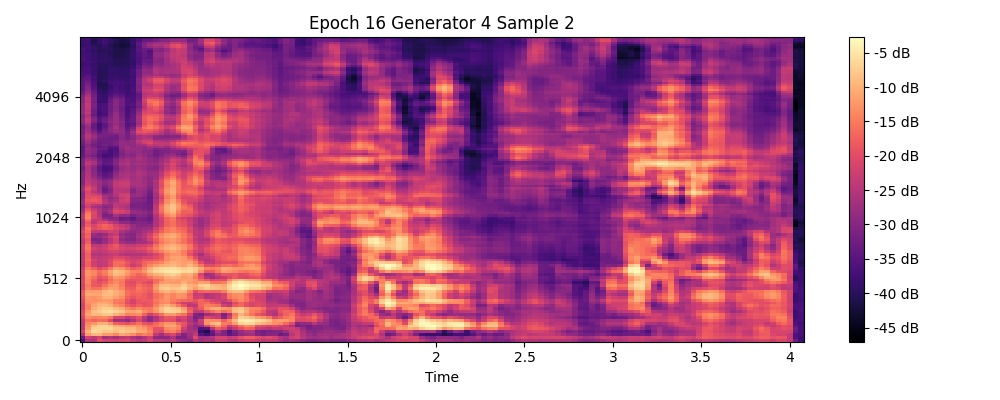 Epoch 16 Generator 4 Sample 2
Hz
4096
2048
1024
512
0
0
0.5
1
1.5
2
2.5
3
3.5
4
Time
-5 dB
-10 dB
-15 dB
-20 dB
-25 dB
-30 dB
-35 dB
-40 dB
-45 dB